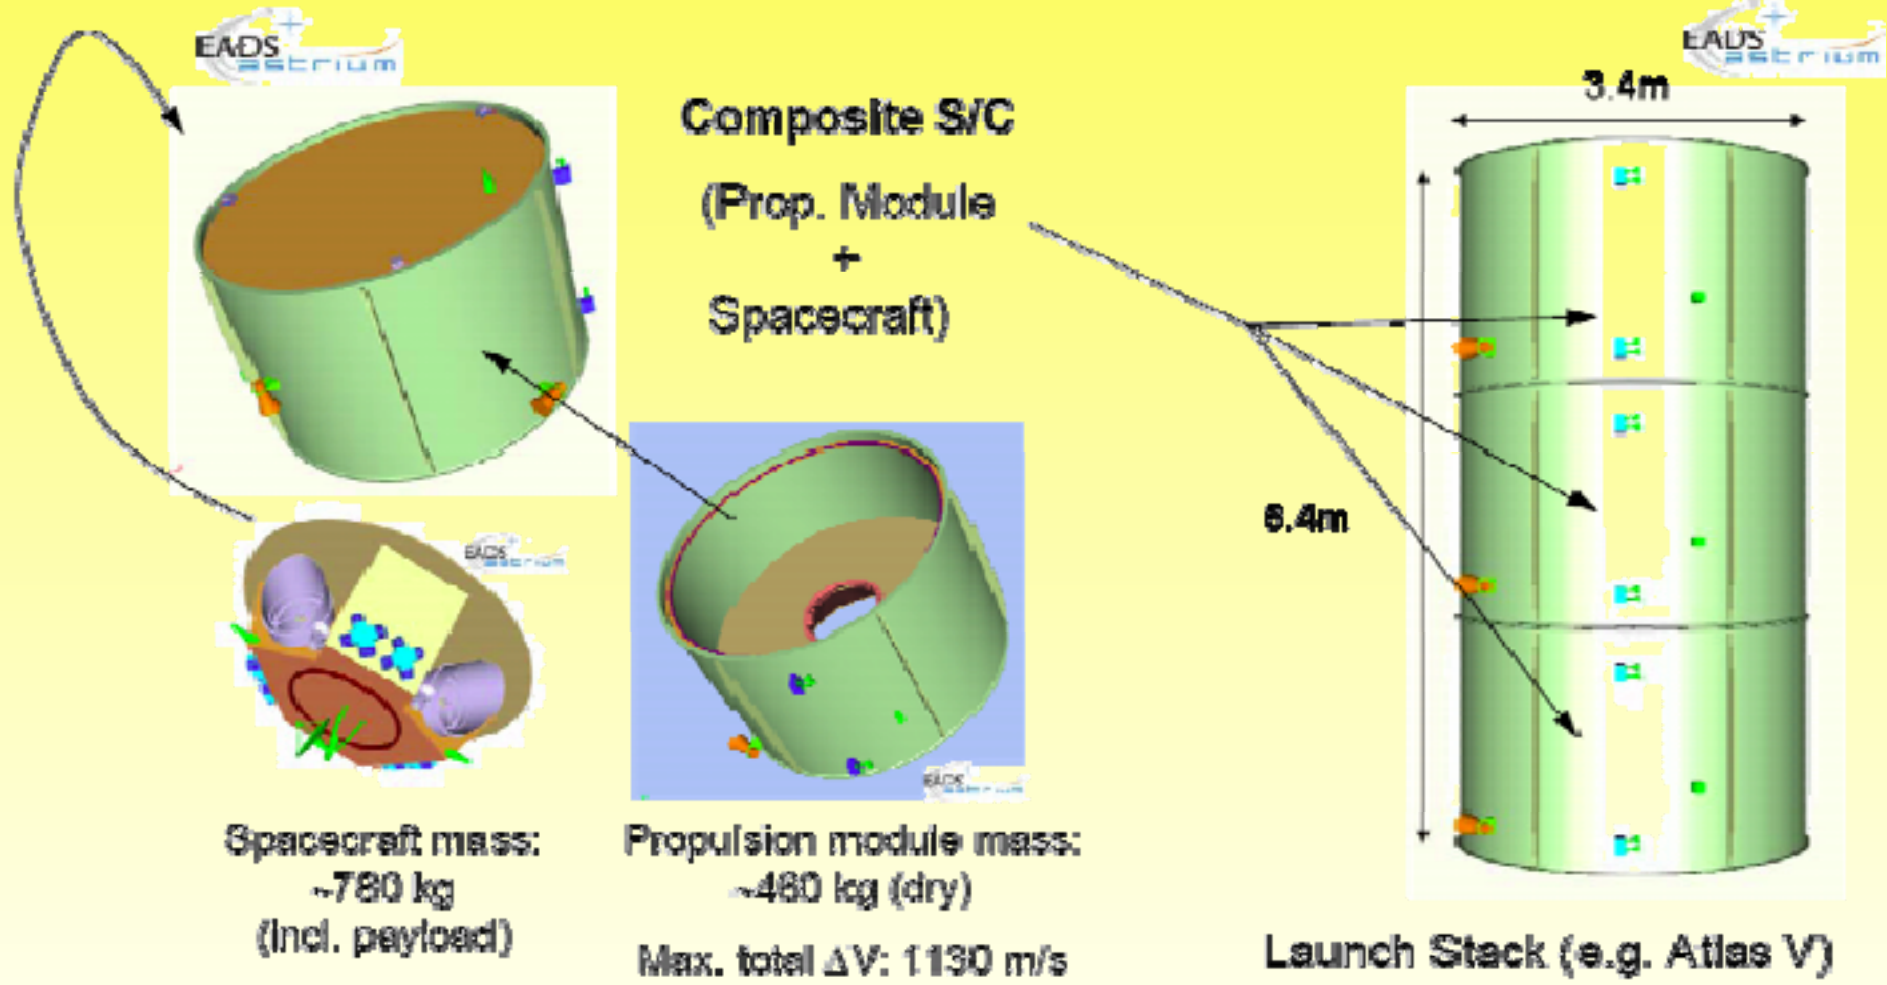 EADS
astrium
EADS
astrium
3.4m
Composite S/C
(Prop. Module
+
Spacecraft)
6.4m
EADS
astrium
EADS
astrium
Spacecraft mass:
~780 kg
(incl. payload)
Propulsion module mass:
~460 kg (dry)
Max. total ΔV: 1130 m/s
Launch Stack (e.g. Atlas V)